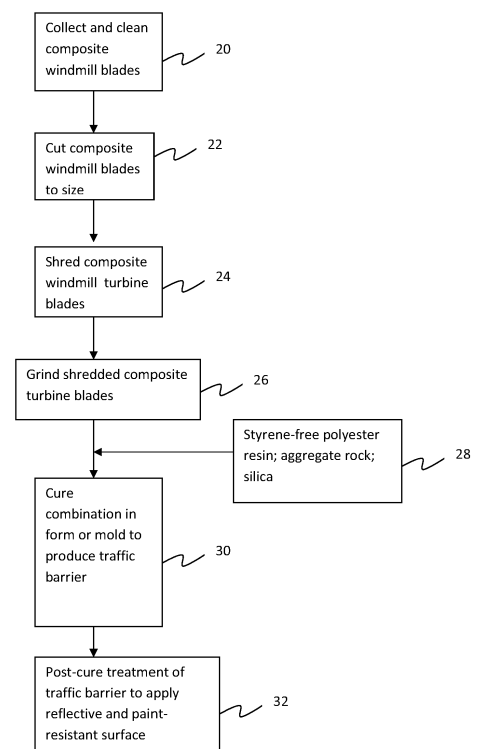 Collect and clean
composite
windmill blades
20
Cut composite
windmill blades
to size
22
Shred composite
windmill turbine
blades
24
Grind shredded composite
turbine blades
26
Styrene-free polyester
resin; aggregate rock;
silica
28
Cure
combination in
form or mold to
produce traffic
barrier
30
Post-cure treatment of
traffic barrier to apply
reflective and paint-
resistant surface
32